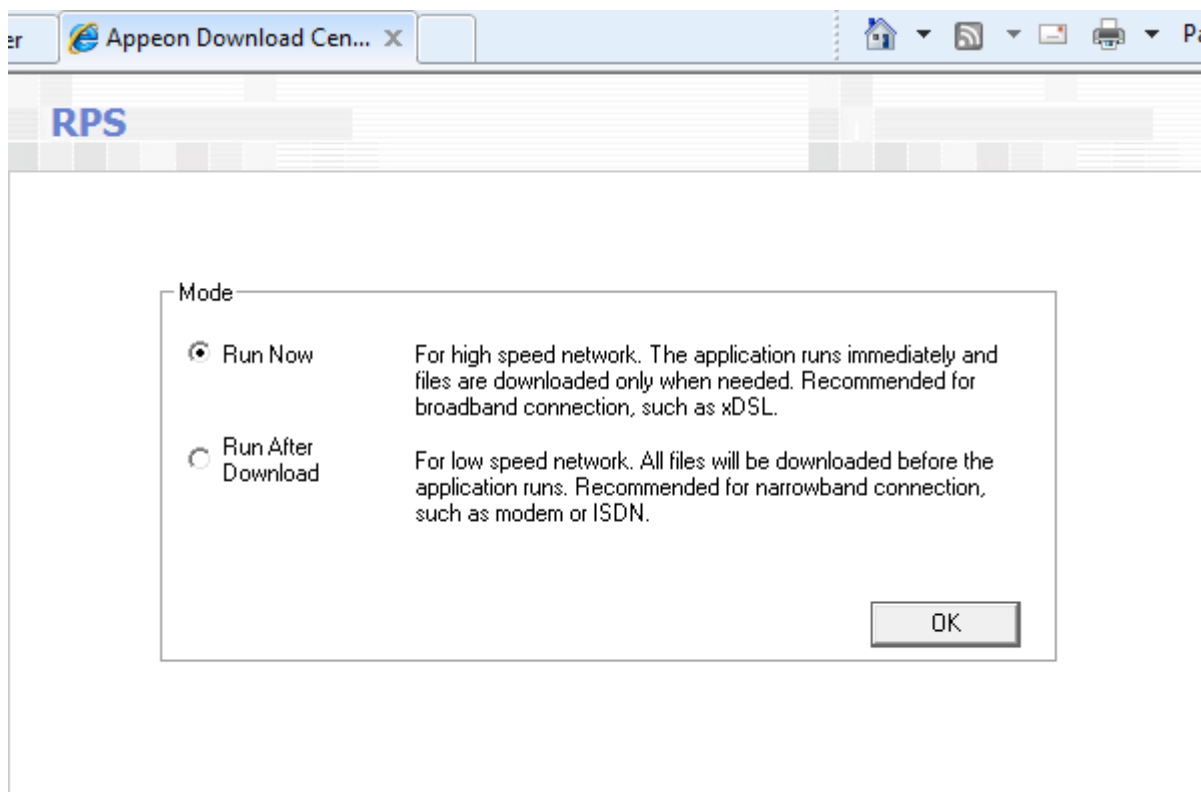 er
Appeon Download Cen...
Pa
RPS
Mode
Run Now
For high speed network. The application runs immediately and
files are downloaded only when needed. Recommended for
broadband connection, such as xDSL.
Run After
Download
For low speed network. All files will be downloaded before the
application runs. Recommended for narrowband connection,
such as modem or ISDN.
OK